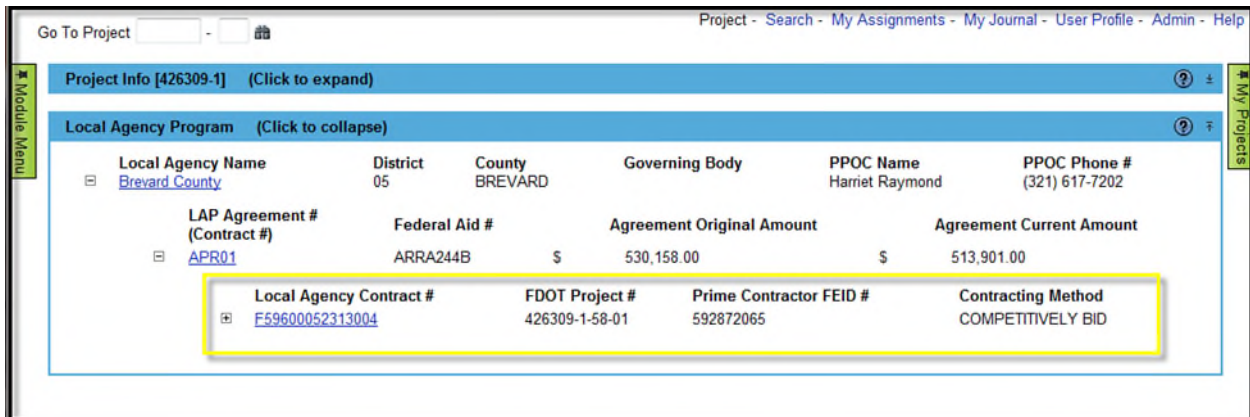 Go To Project -
Project - Search - My Assignments - My Journal - User Profile - Admin - Help
Module Menu
My Projects
Project Info [426309-1] (Click to expand)
Local Agency Program (Click to collapse)
Local Agency Name District County Governing Body PPOC Name PPOC Phone #
Brevard County 05 BREVARD Harriet Raymond (321) 617-7202
LAP Agreement # (Contract #) Federal Aid # Agreement Original Amount Agreement Current Amount
APR01 ARRA244B $ 530,158.00 $ 513,901.00
Local Agency Contract # FDOT Project # Prime Contractor FEID # Contracting Method
F59600052313004 426309-1-58-01 592872065 COMPETITIVELY BID